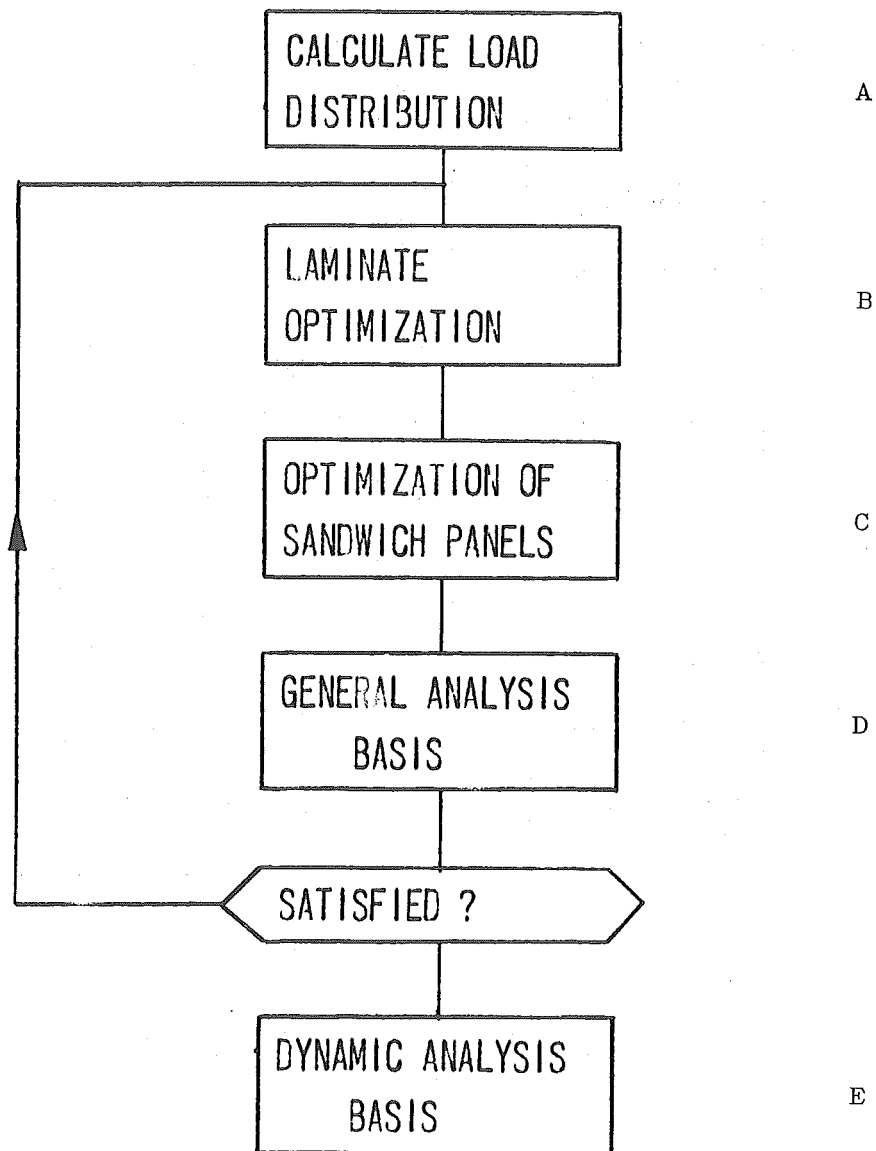 CALCULATE LOAD
DISTRIBUTION
A
LAMINATE
OPTIMIZATION
B
OPTIMIZATION OF
SANDWICH PANELS
C
GENERAL ANALYSIS
BASIS
D
SATISFIED ?
DYNAMIC ANALYSIS
BASIS
E